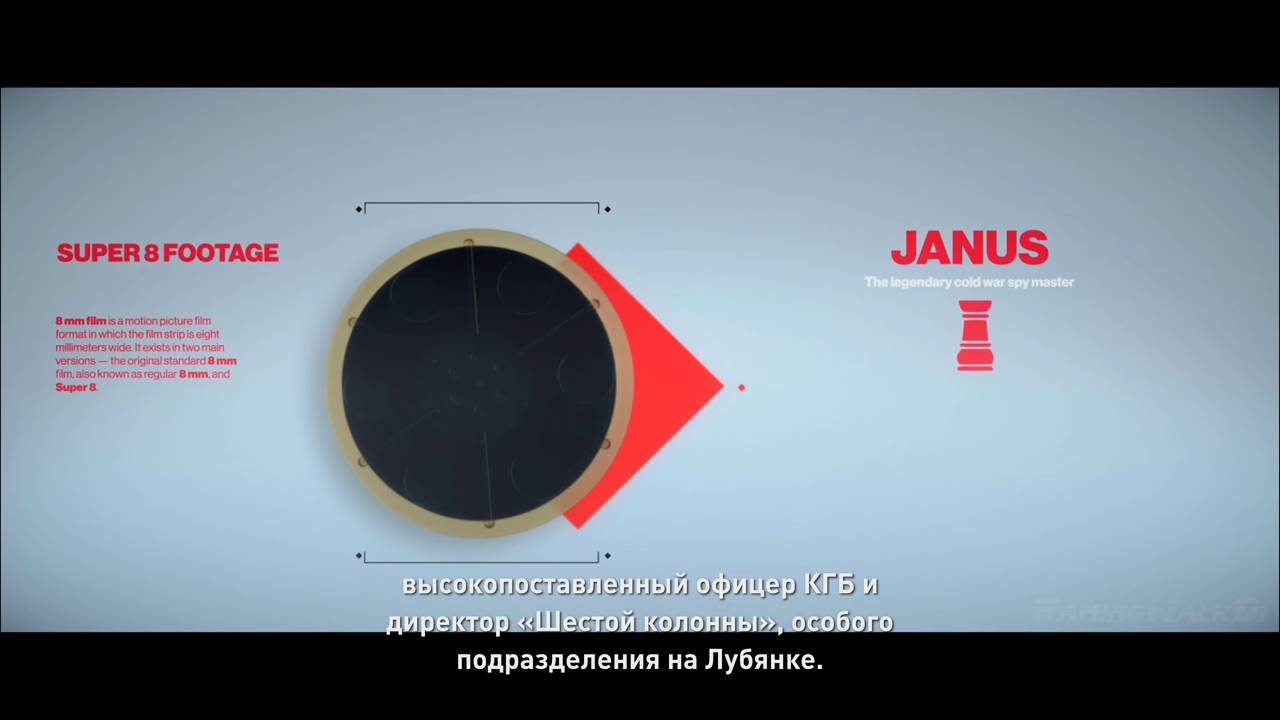 SUPER 8 FOOTAGE
8 mm film is a motion picture film
format in which the film strip is eight
millimeters wide. It exists in two main
versions — the original standard 8 mm
film, also known as regular 8 mm, and
Super 8.
JANUS
The legendary cold war spy master
высокопоставленный офицер КГБ и
директор «Шестой колонны», особого
подразделения на Лубянке.